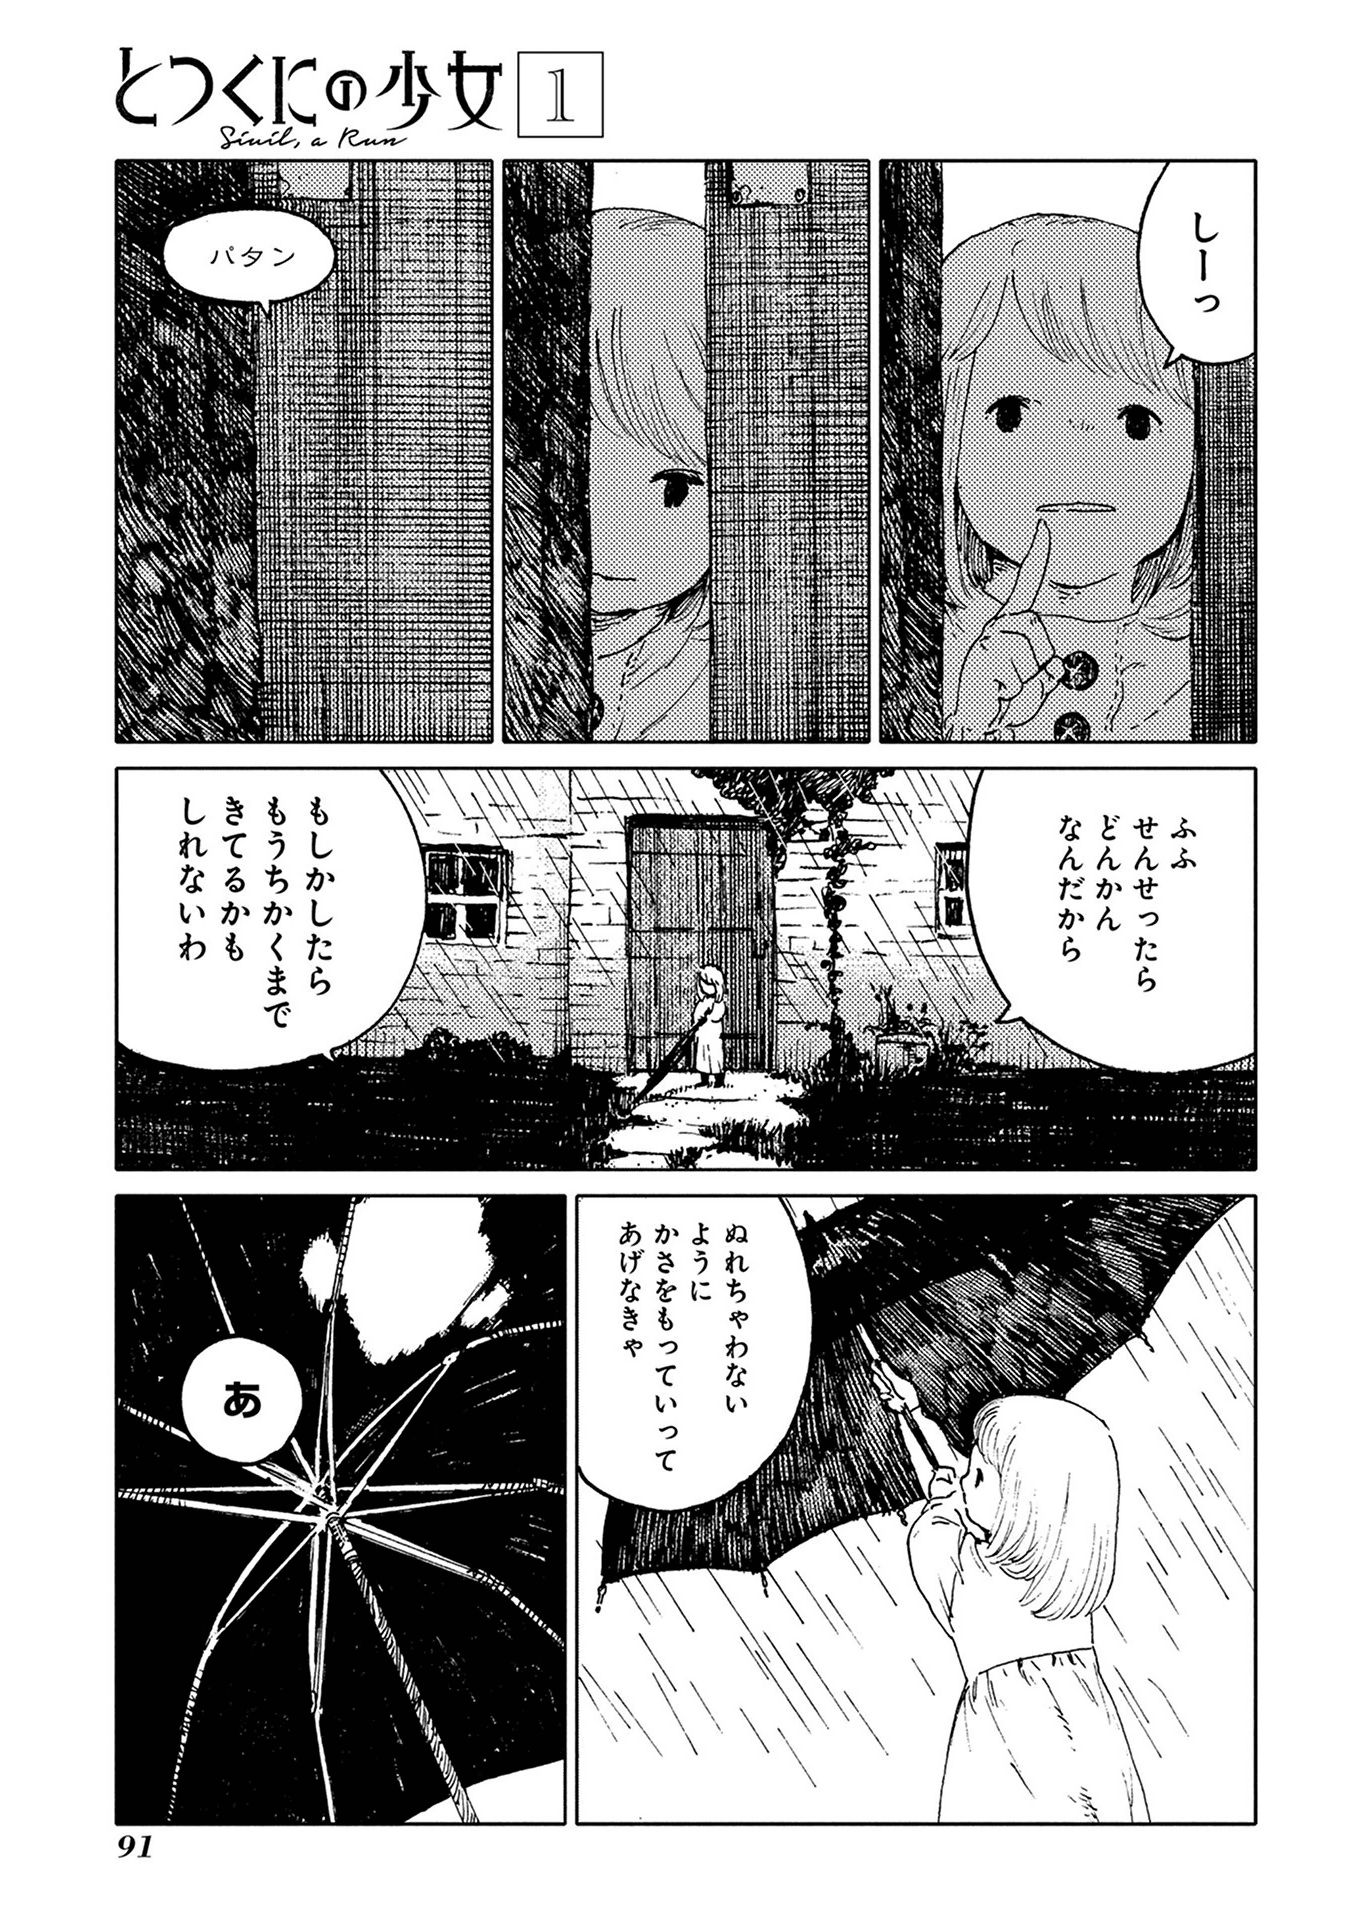 とつくにの少女
1
Siúil, a Rún
しーっ
パタン
ふふ
せんせったら
どんかん
なんだから
もしかしたら
もうちかくまで
きてるかも
しれないわ
ぬれちゃわない
ように
かさをもっていって
あげなきゃ
あ
91